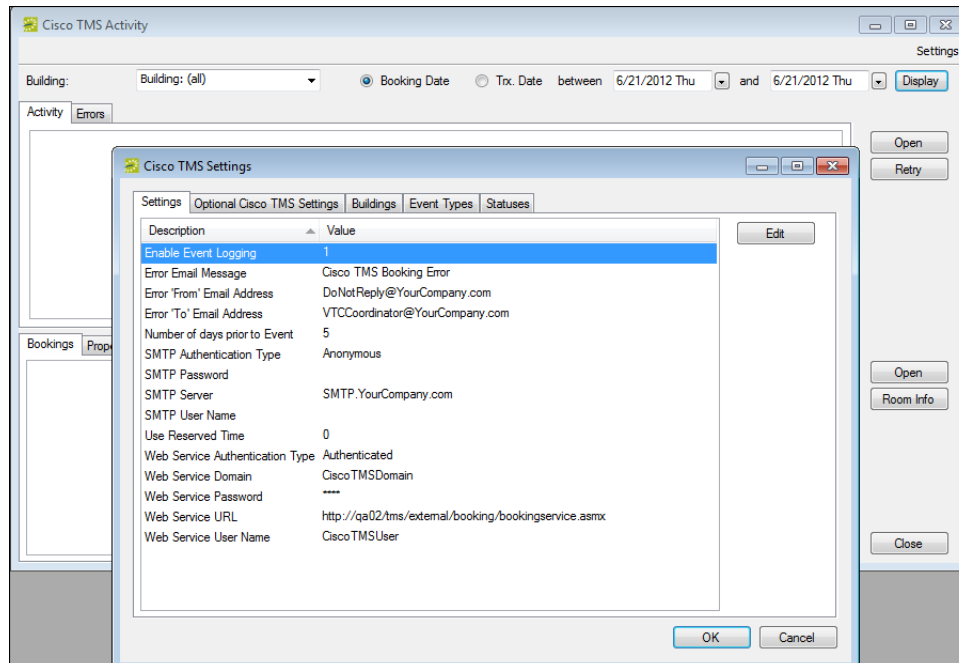 Cisco TMS Activity
Settings
Building: Building: (all) Booking Date Trx. Date between 6/21/2012 Thu and 6/21/2012 Thu Display
Activity Errors
Open
Retry
Cisco TMS Settings
Settings Optional Cisco TMS Settings Buildings Event Types Statuses
Description Value
Edit
Enable Event Logging 1
Error Email Message Cisco TMS Booking Error
Error 'From' Email Address DoNotReply@YourCompany.com
Error 'To' Email Address VTCCoordinator@YourCompany.com
Number of days prior to Event 5
SMTP Authentication Type Anonymous
SMTP Password
SMTP Server SMTP.YourCompany.com
SMTP User Name
Use Reserved Time 0
Web Service Authentication Type Authenticated
Web Service Domain CiscoTMSDomain
Web Service Password ****
Web Service URL http://qa02/tms/external/booking/bookingservice.asmx
Web Service User Name CiscoTMSUser
Bookings Prope
Open
Room Info
Close
OK Cancel